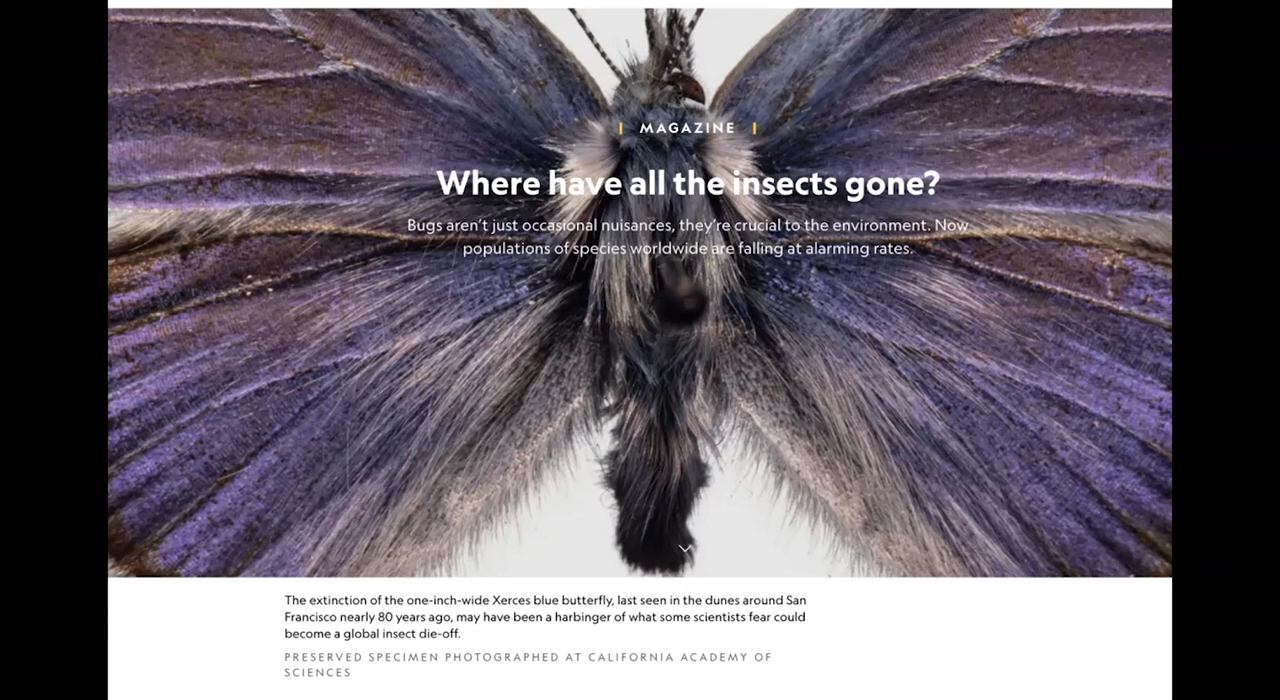 MAGAZINE
Where have all the insects gone?
Bugs aren't just occasional nuisances, they're crucial to the environment. Now
populations of species worldwide are falling at alarming rates.
The extinction of the one-inch-wide Xerces blue butterfly, last seen in the dunes around San
Francisco nearly 80 years ago, may have been a harbinger of what some scientists fear could
become a global insect die-off.
PRESERVED SPECIMEN PHOTOGRAPHED AT CALIFORNIA ACADEMY OF
SCIENCES